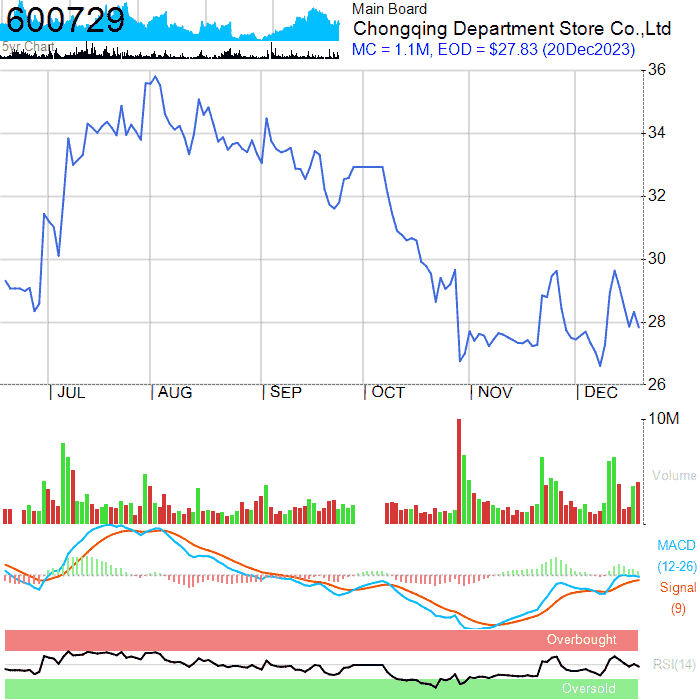 600729
5yr Chart
Main Board
Chongqing Department Store Co.,Ltd
MC = 1.1M, EOD = $27.83 (20Dec2023)
36
34
32
30
28
26
JUL AUG SEP OCT NOV DEC
10M
Volume
MACD
(12-26)
Signal
(9)
Overbought
RSI(14)
Oversold